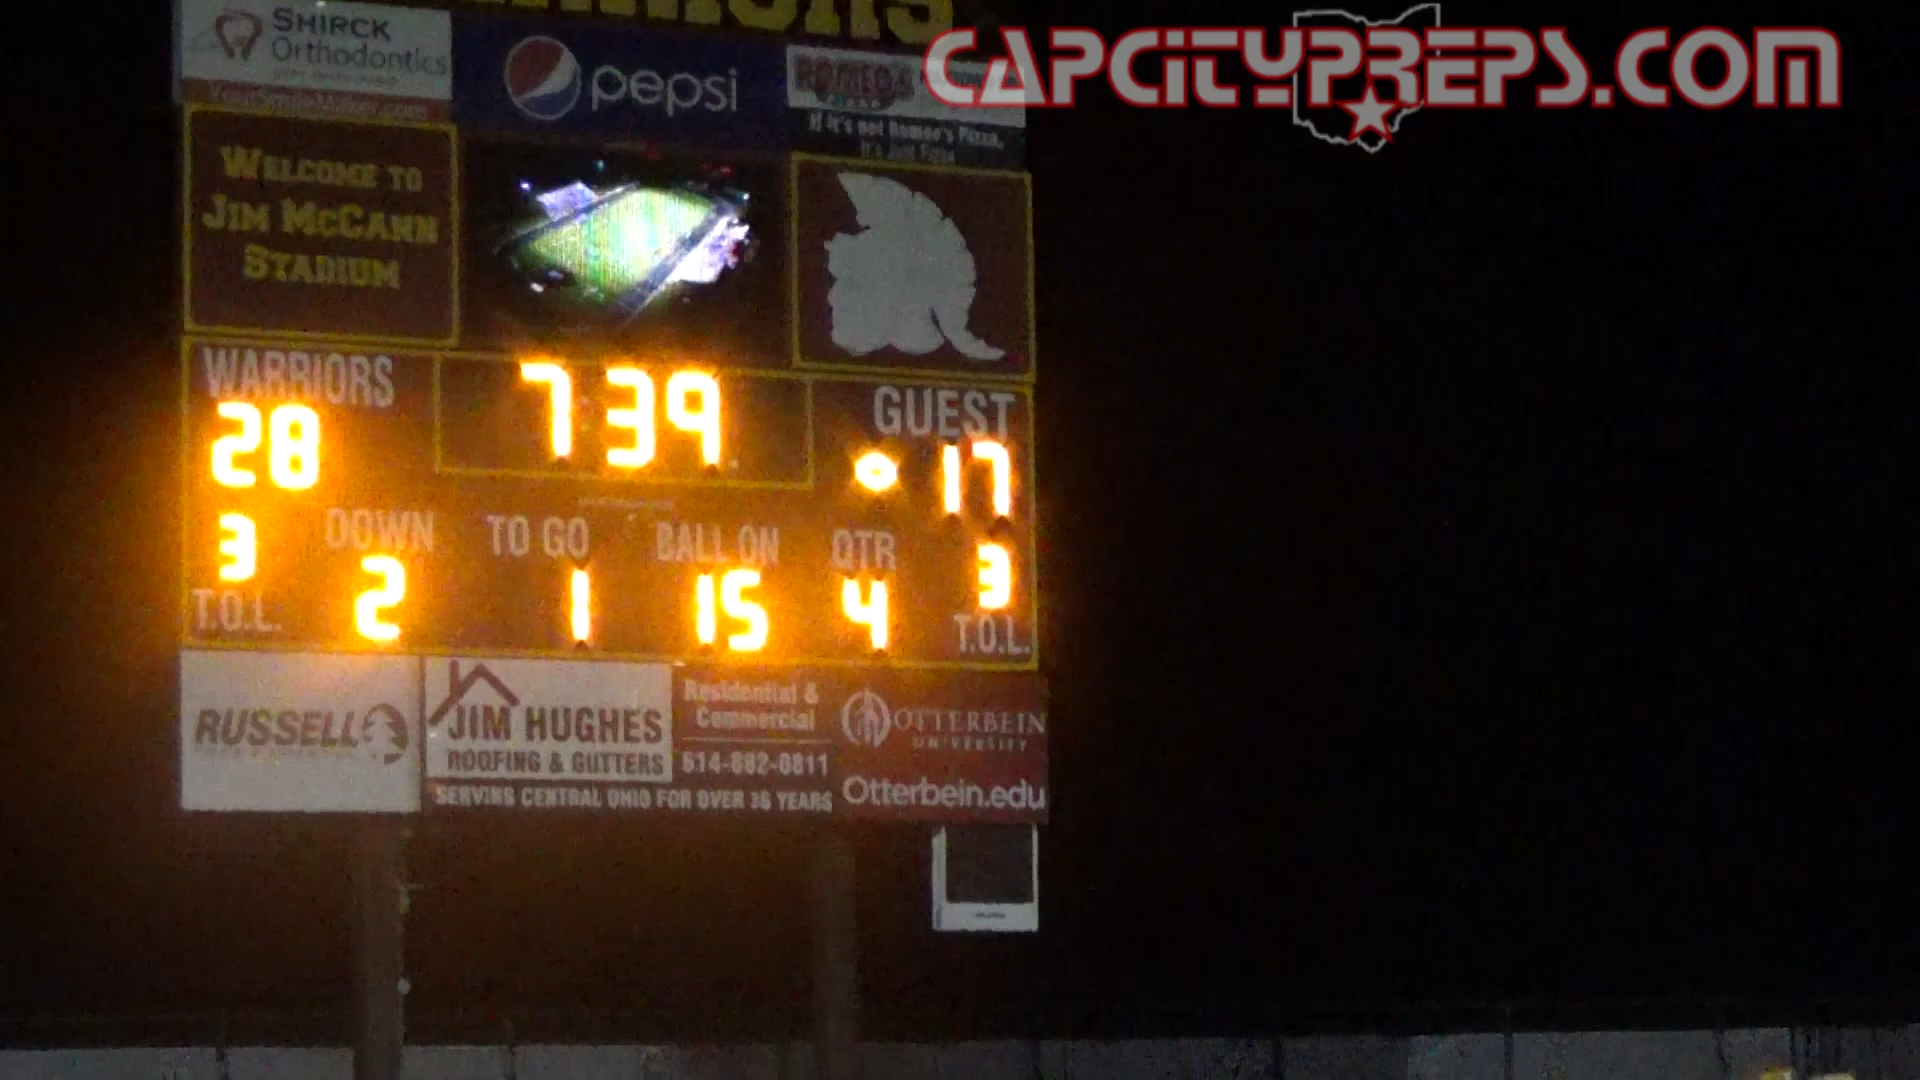 SHIRCK
Orthodontics
YourSmileMaker.com
pepsi
ROMEO'S
If it's not Romeo's Pizza,
it's just Pizza
CAPCITYPREPS.COM
WELCOME TO
JIM MCCANN
STADIUM
WARRIORS
7:39
GUEST
28
17
3
DOWN
TO GO
BALL ON
QTR
3
T.O.L.
2
1
15
4
T.O.L.
RUSSELL
JIM HUGHES
ROOFING & GUTTERS
Residential &
Commercial
614-882-0811
SERVING CENTRAL OHIO FOR OVER 35 YEARS
OTTERBEIN
UNIVERSITY
Otterbein.edu